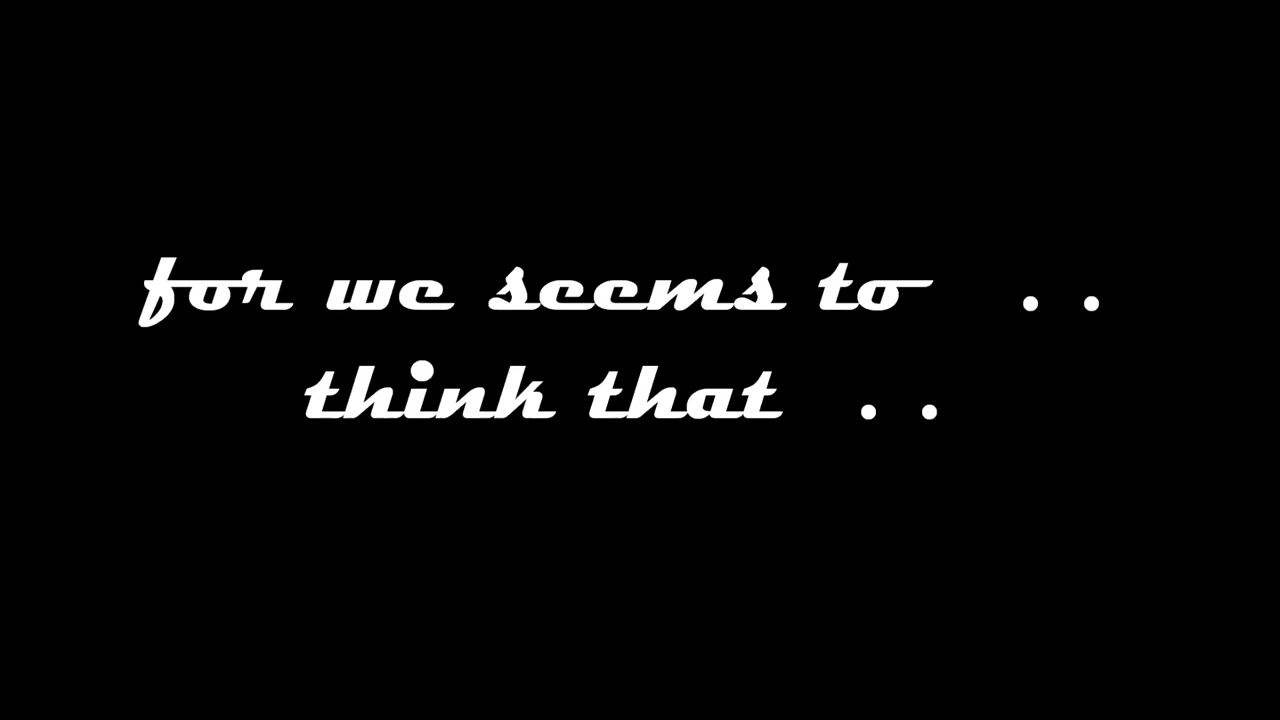 for we seems to . .
think that . .